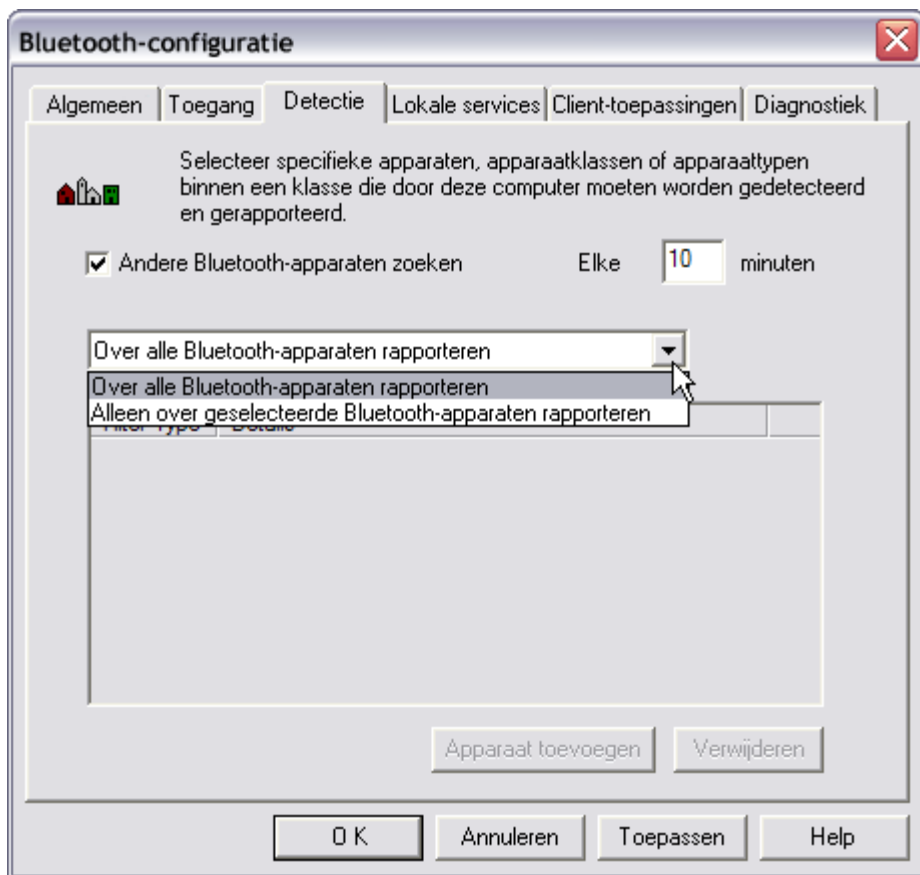 Bluetooth-configuratie
Algemeen Toegang Detectie Lokale services Client-toepassingen Diagnostiek
Selecteer specifieke apparaten, apparaatklassen of apparaattypen
binnen een klasse die door deze computer moeten worden gedetecteerd
en gerapporteerd.
Andere Bluetooth-apparaten zoeken Elke 10 minuten
Over alle Bluetooth-apparaten rapporteren
Over alle Bluetooth-apparaten rapporteren
Alleen over geselecteerde Bluetooth-apparaten rapporteren
Apparaat toevoegen Verwijderen
OK Annuleren Toepassen Help